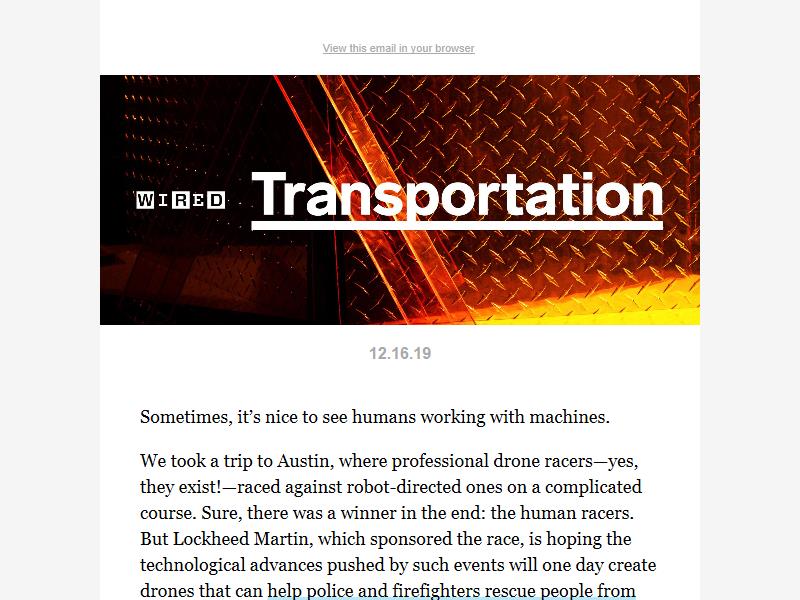 View this email in your browser
WIRED Transportation
12.16.19
Sometimes, it’s nice to see humans working with machines.
We took a trip to Austin, where professional drone racers—yes,
they exist!—raced against robot-directed ones on a complicated
course. Sure, there was a winner in the end: the human racers.
But Lockheed Martin, which sponsored the race, is hoping the
technological advances pushed by such events will one day create
drones that can help police and firefighters rescue people from